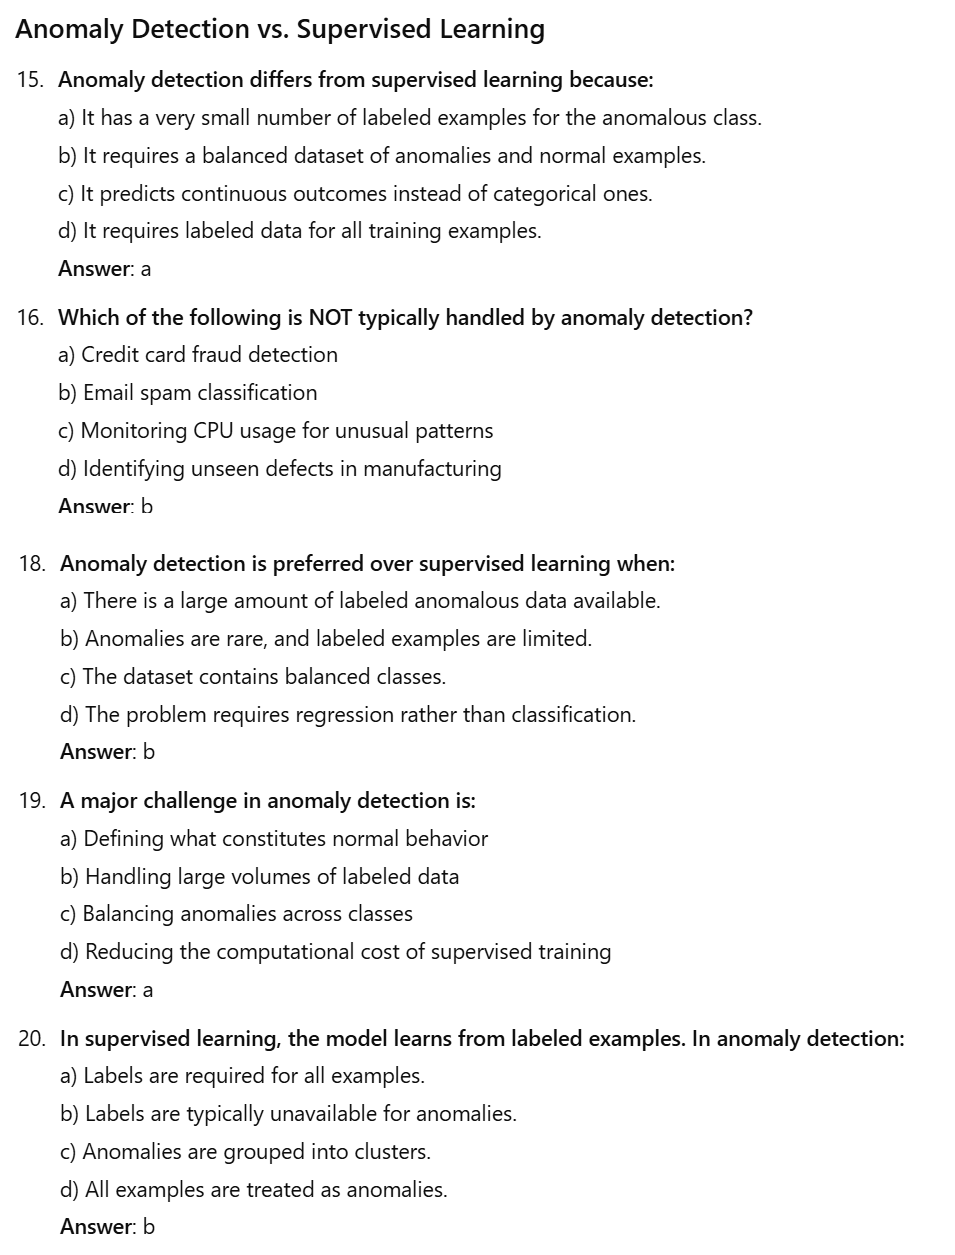 Anomaly Detection vs. Supervised Learning
15. Anomaly detection differs from supervised learning because:
a) It has a very small number of labeled examples for the anomalous class.
b) It requires a balanced dataset of anomalies and normal examples.
c) It predicts continuous outcomes instead of categorical ones.
d) It requires labeled data for all training examples.
Answer: a
16. Which of the following is NOT typically handled by anomaly detection?
a) Credit card fraud detection
b) Email spam classification
c) Monitoring CPU usage for unusual patterns
d) Identifying unseen defects in manufacturing
Answer: b
18. Anomaly detection is preferred over supervised learning when:
a) There is a large amount of labeled anomalous data available.
b) Anomalies are rare, and labeled examples are limited.
c) The dataset contains balanced classes.
d) The problem requires regression rather than classification.
Answer: b
19. A major challenge in anomaly detection is:
a) Defining what constitutes normal behavior
b) Handling large volumes of labeled data
c) Balancing anomalies across classes
d) Reducing the computational cost of supervised training
Answer: a
20. In supervised learning, the model learns from labeled examples. In anomaly detection:
a) Labels are required for all examples.
b) Labels are typically unavailable for anomalies.
c) Anomalies are grouped into clusters.
d) All examples are treated as anomalies.
Answer: b